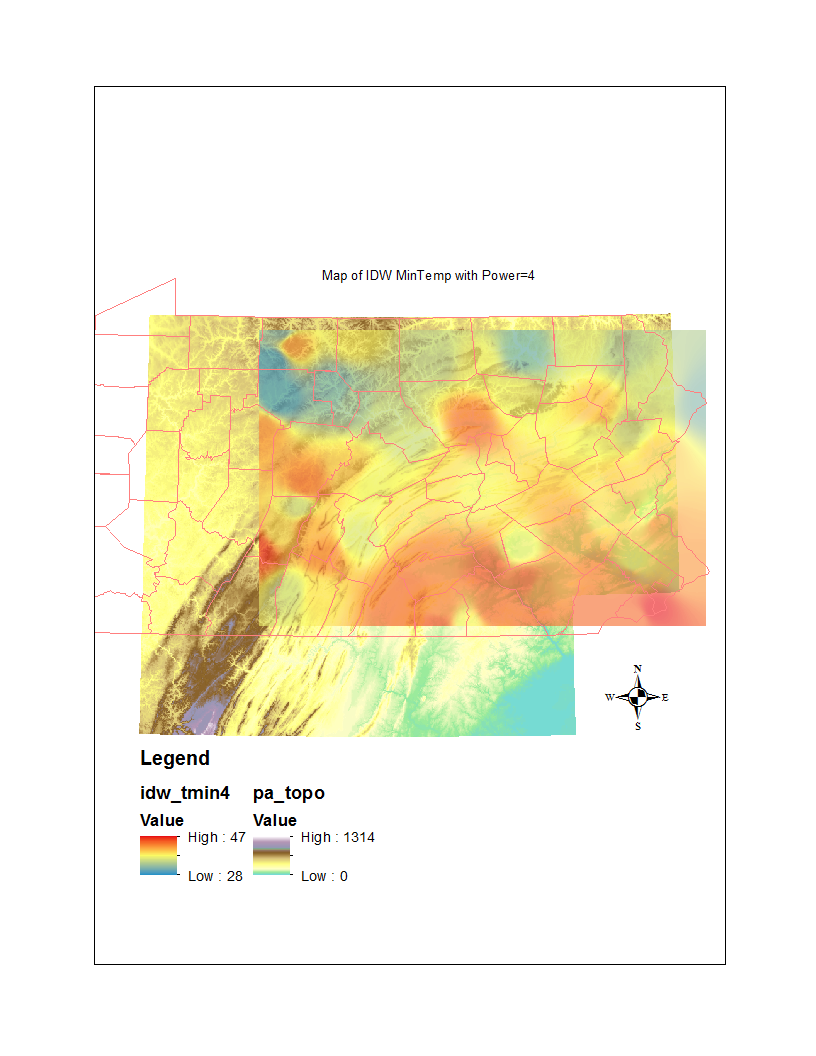 Map of IDW MinTemp with Power=4
N
W E
S
Legend
idw_tmin4 pa_topo
Value Value
High : 47 High : 1314
Low : 28 Low : 0